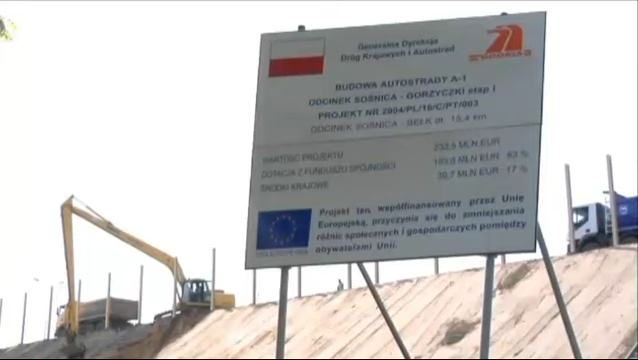 Generalna Dyrekcja
Dróg Krajowych i Autostrad
BUDOWA AUTOSTRADY A-1
ODCINEK SOŚNICA - GORZYCZKI etap I
PROJEKT NR 2004/PL/16/C/PT/003
ODCINEK SOŚNICA - BEŁK dł. 15,4 km
WARTOŚĆ PROJEKTU 233,5 MLN EUR
DOTACJA Z FUNDUSZU SPÓJNOŚCI MLN EUR 83 %
ŚRODKI KRAJOWE 39,7 MLN EUR 17 %
Projekt ten, współfinansowany przez Unię
Europejską, przyczynia się do zmniejszania
różnic społecznych i gospodarczych pomiędzy
obywatelami Unii.